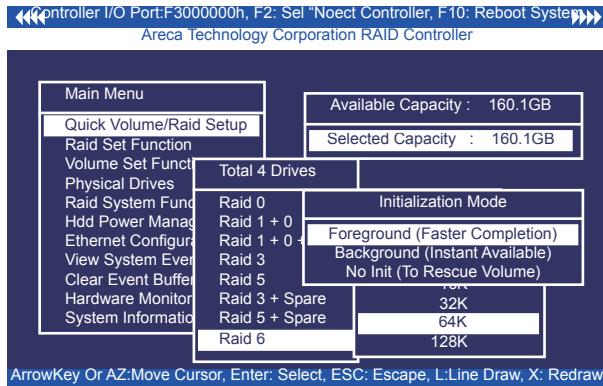 Controller I/O Port:F3000000h, F2: Sel “Noect Controller, F10: Reboot System
Areca Technology Corporation RAID Controller
Main Menu
Quick Volume/Raid Setup
Raid Set Function
Volume Set Funct
Physical Drives
Raid System Func
Hdd Power Manag
Ethernet Configura
View System Even
Clear Event Buffer
Hardware Monitor
System Informatio
Total 4 Drives
Raid 0
Raid 1 + 0
Raid 1 + 0 +
Raid 3
Raid 5
Raid 3 + Spare
Raid 5 + Spare
Raid 6
Available Capacity : 160.1GB
Selected Capacity : 160.1GB
Initialization Mode
Foreground (Faster Completion)
Background (Instant Available)
No Init (To Rescue Volume)
16K
32K
64K
128K
ArrowKey Or AZ:Move Cursor, Enter: Select, ESC: Escape, L:Line Draw, X: Redraw